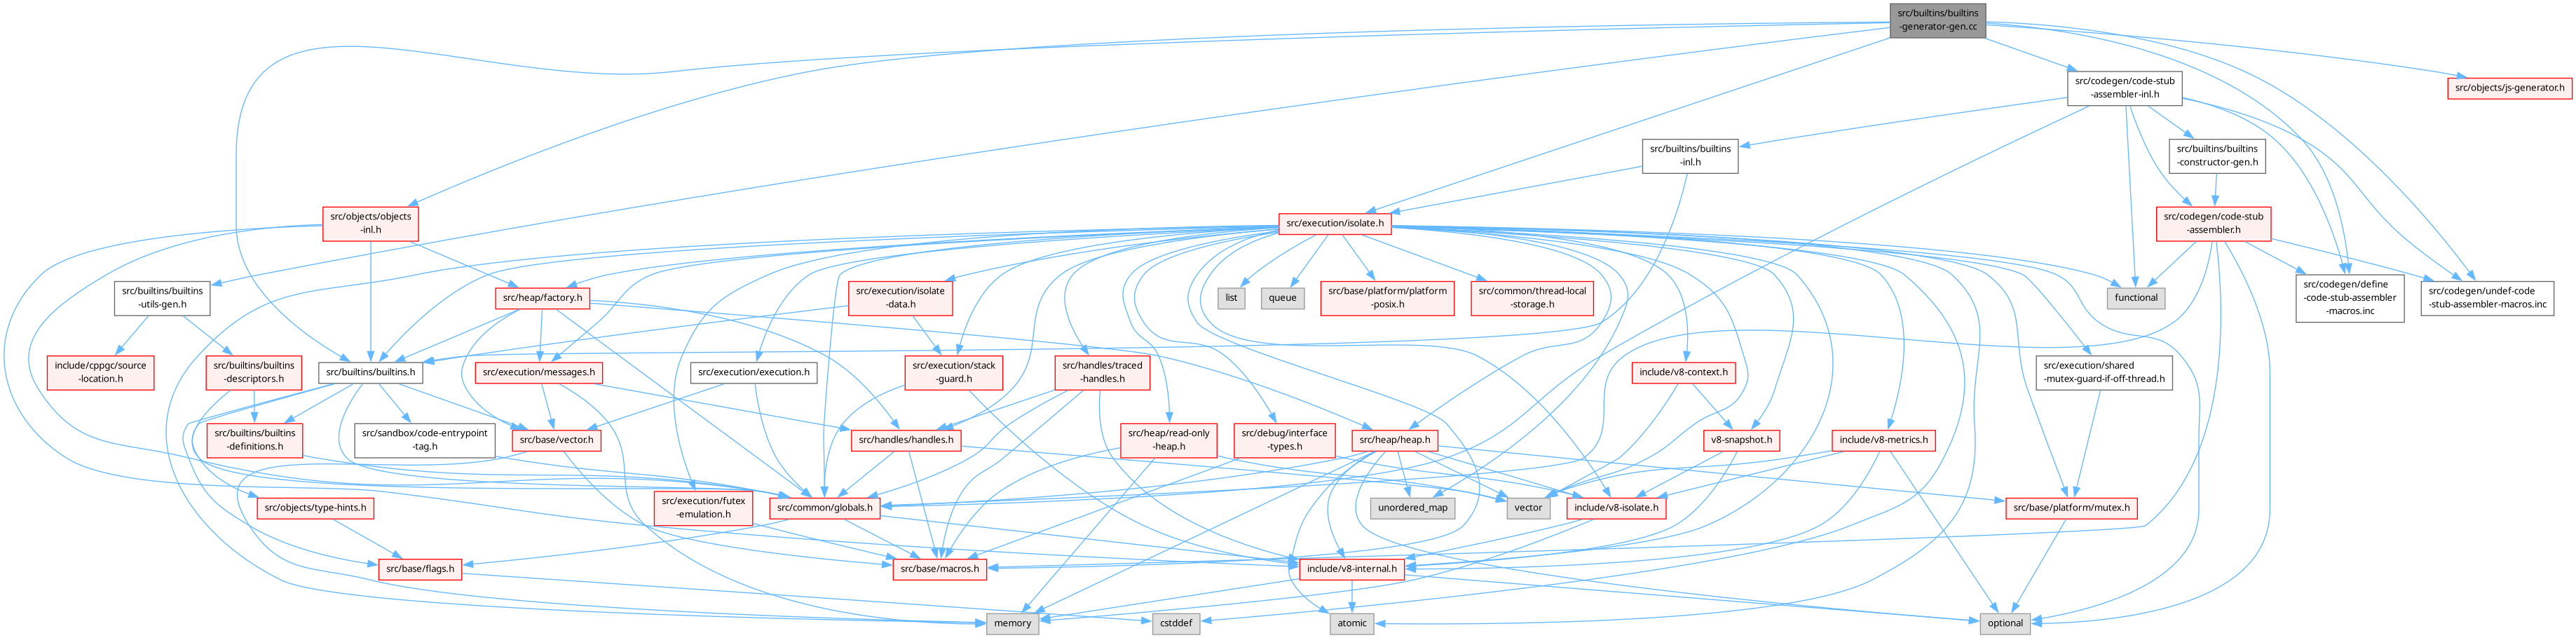 src/builtins/builtins
-generator-gen.cc
src/codegen/code-stub
-assembler-inl.h
src/objects/js-generator.h
src/builtins/builtins
-inl.h
src/builtins/builtins
-constructor-gen.h
src/objects/objects
-inl.h
src/execution/isolate.h
src/codegen/code-stub
-assembler.h
src/builtins/builtins
-utils-gen.h
src/heap/factory.h
src/execution/isolate
-data.h
list
queue
src/base/platform/platform
-posix.h
src/common/thread-local
-storage.h
functional
src/codegen/define
-code-stub-assembler
-macros.inc
src/codegen/undef-code
-stub-assembler-macros.inc
include/cppgc/source
-location.h
src/builtins/builtins
-descriptors.h
src/builtins/builtins.h
src/execution/messages.h
src/execution/execution.h
src/execution/stack
-guard.h
src/handles/traced
-handles.h
include/v8-context.h
src/execution/shared
-mutex-guard-if-off-thread.h
src/builtins/builtins
-definitions.h
src/sandbox/code-entrypoint
-tag.h
src/base/vector.h
src/handles/handles.h
src/heap/read-only
-heap.h
src/debug/interface
-types.h
src/heap/heap.h
v8-snapshot.h
include/v8-metrics.h
src/objects/type-hints.h
src/execution/futex
-emulation.h
src/common/globals.h
unordered_map
vector
include/v8-isolate.h
src/base/platform/mutex.h
src/base/flags.h
src/base/macros.h
include/v8-internal.h
memory
cstddef
atomic
optional